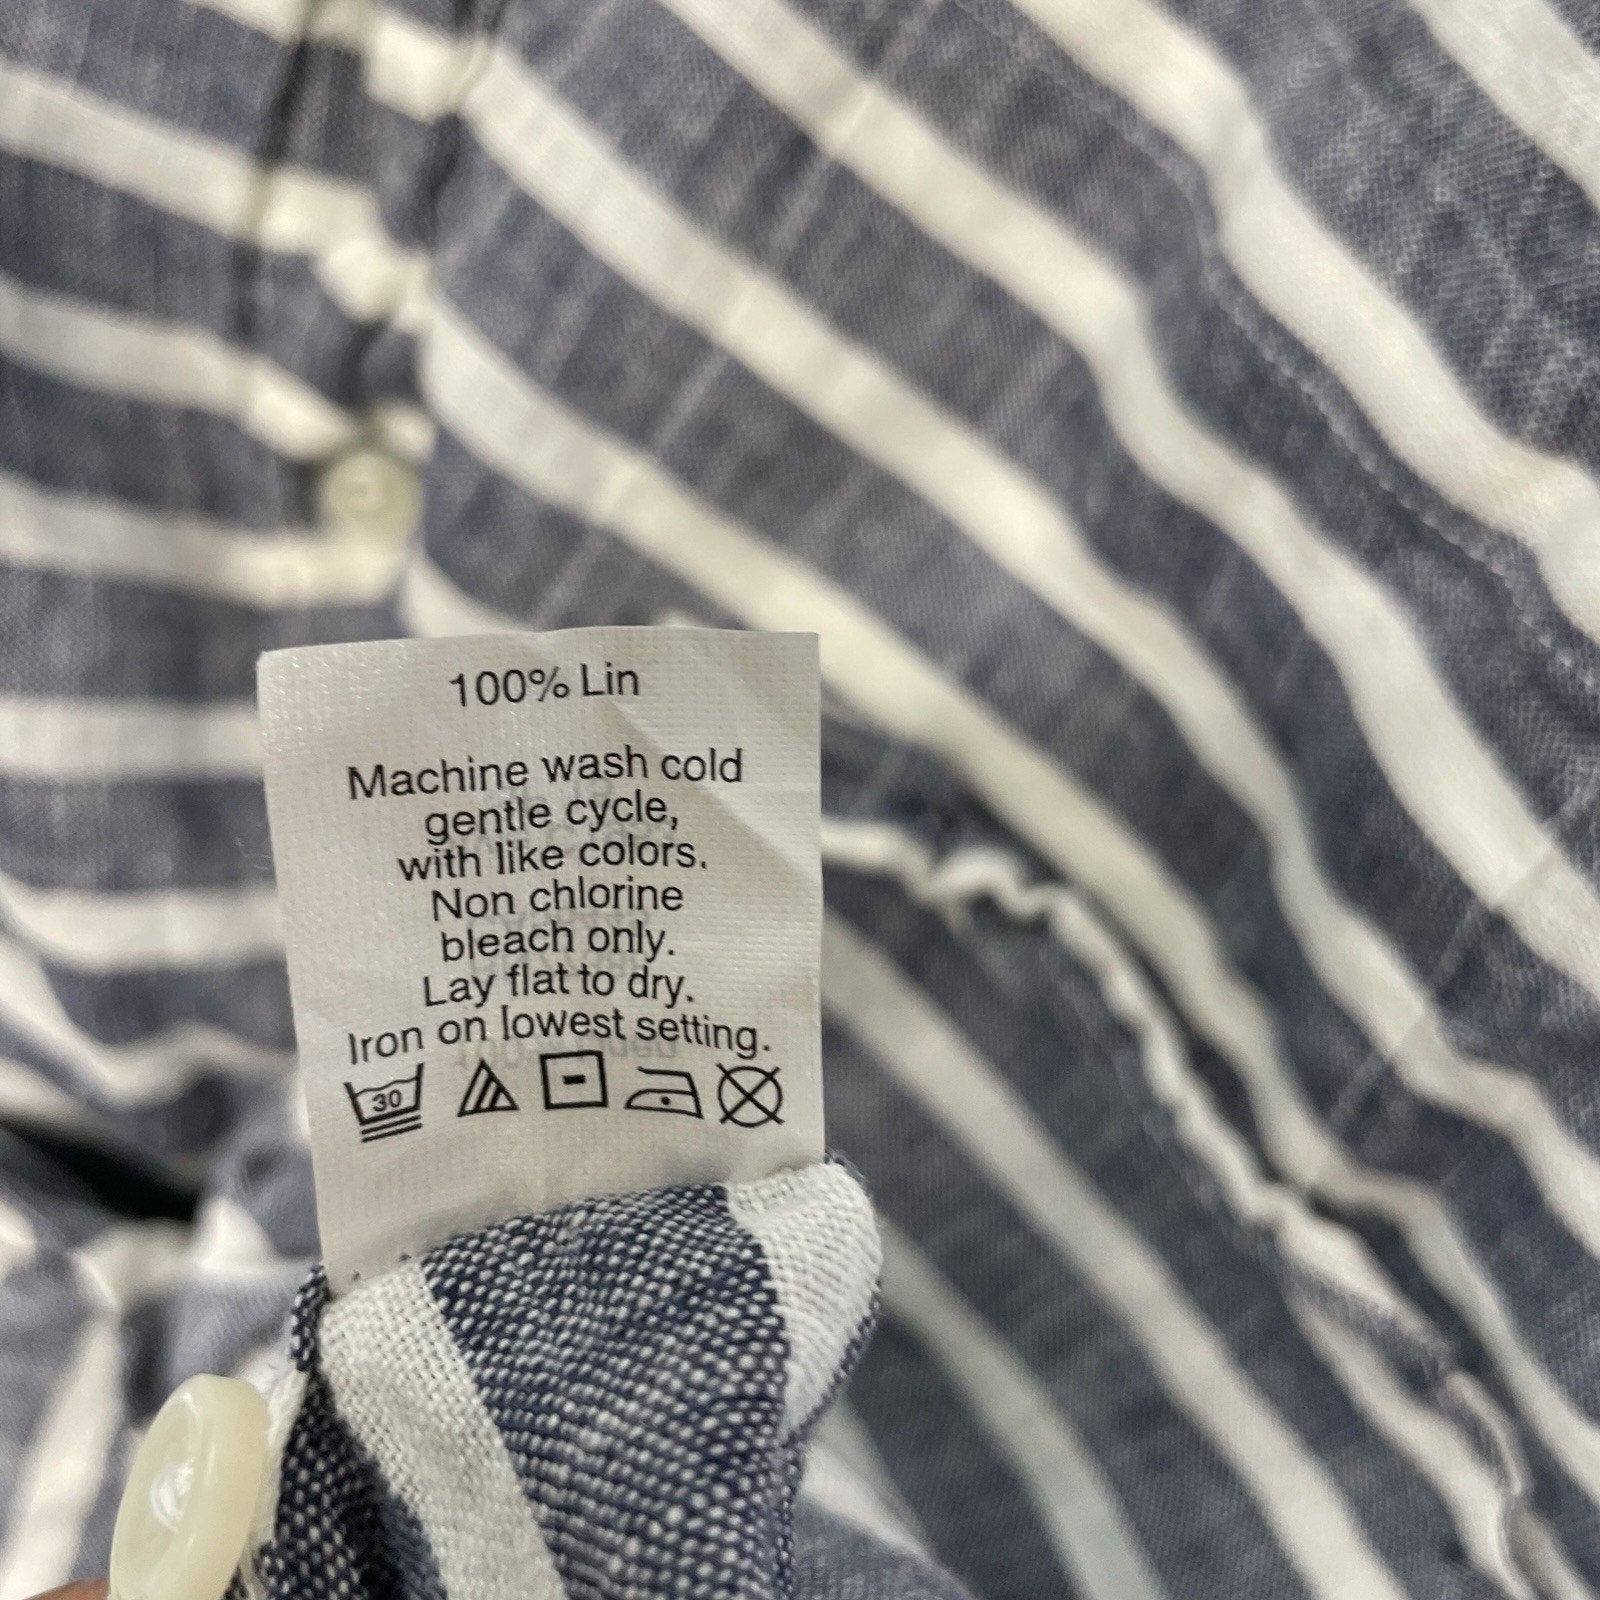 100% Lin
Machine wash cold
gentle cycle,
with like colors.
Non chlorine
bleach only.
Lay flat to dry.
Iron on lowest setting.
30